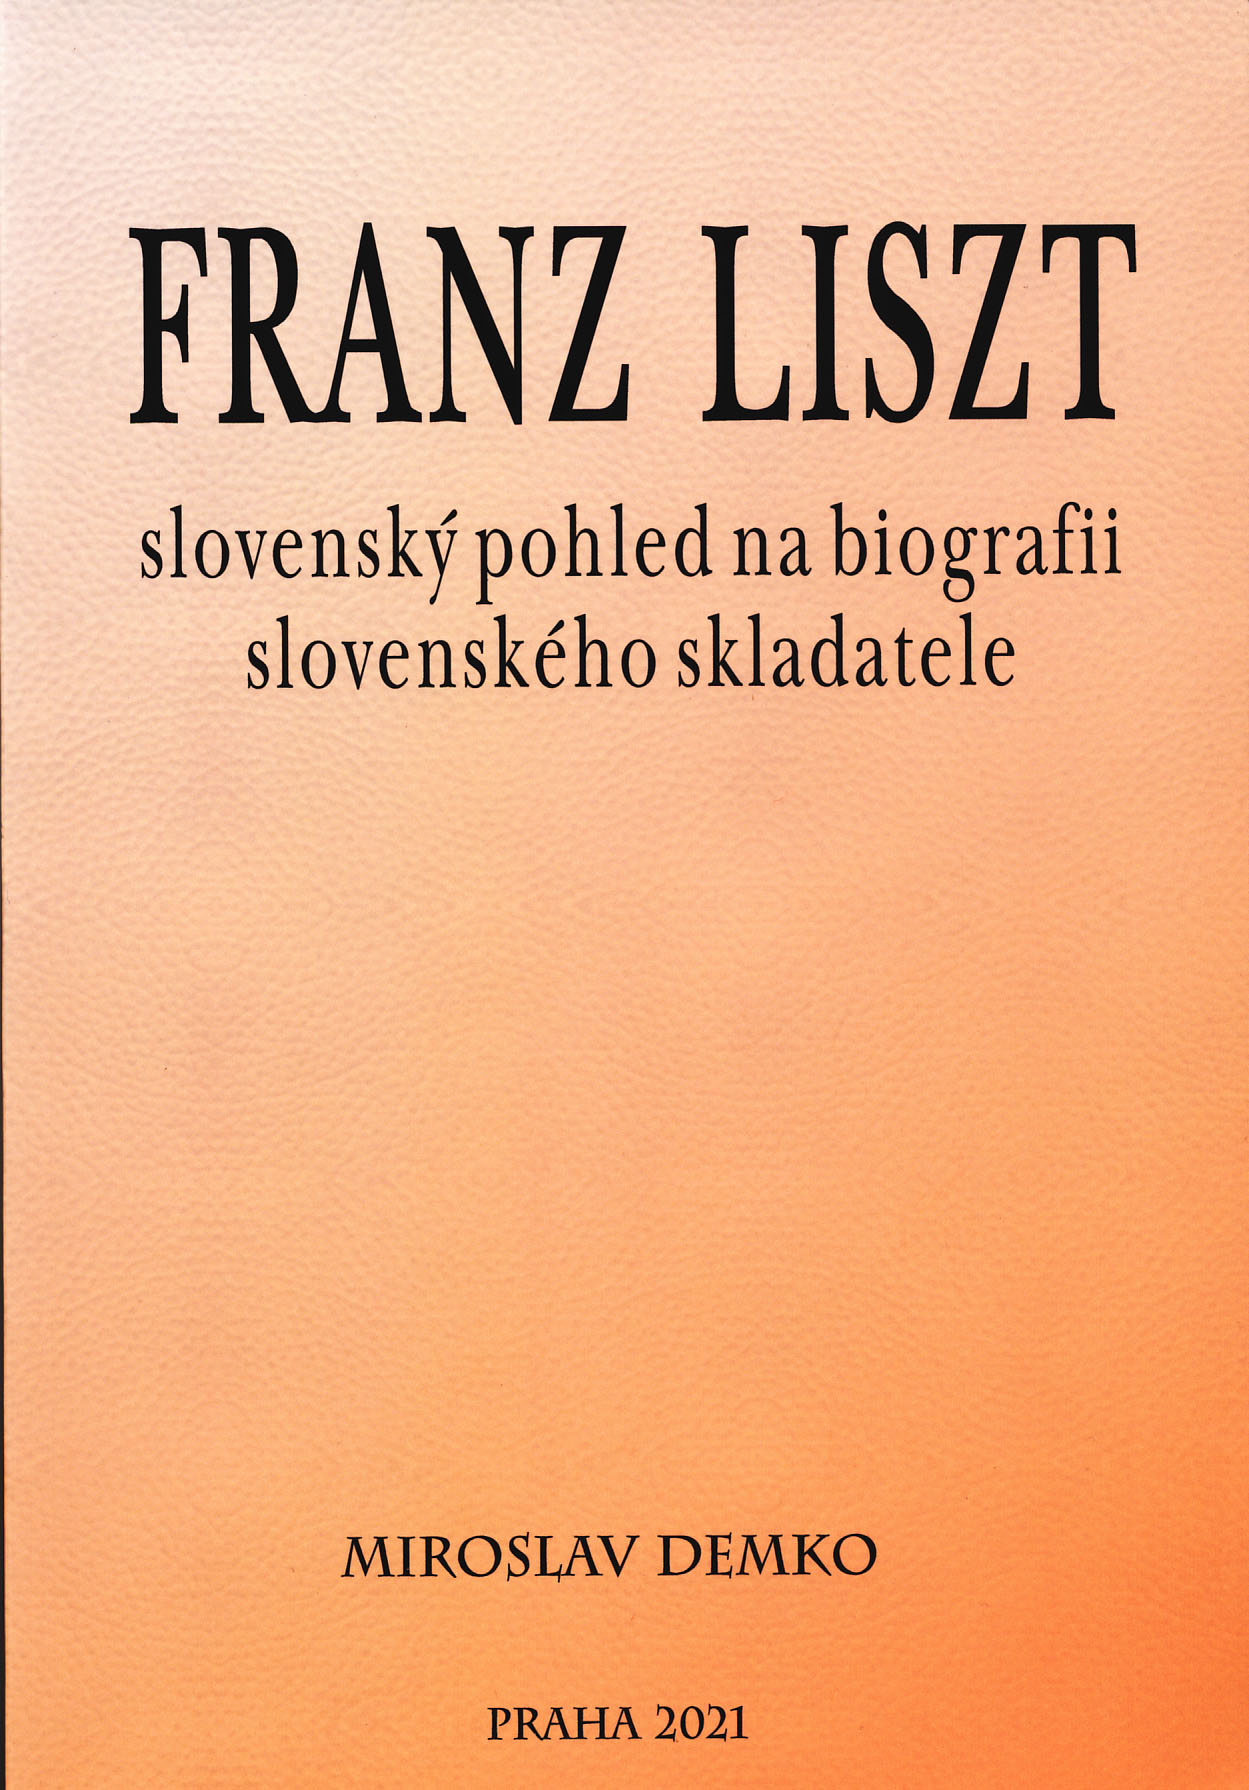 FRANZ LISZT
slovenský pohled na biografii
slovenského skladatele
MIROSLAV DEMKO
PRAHA 2021